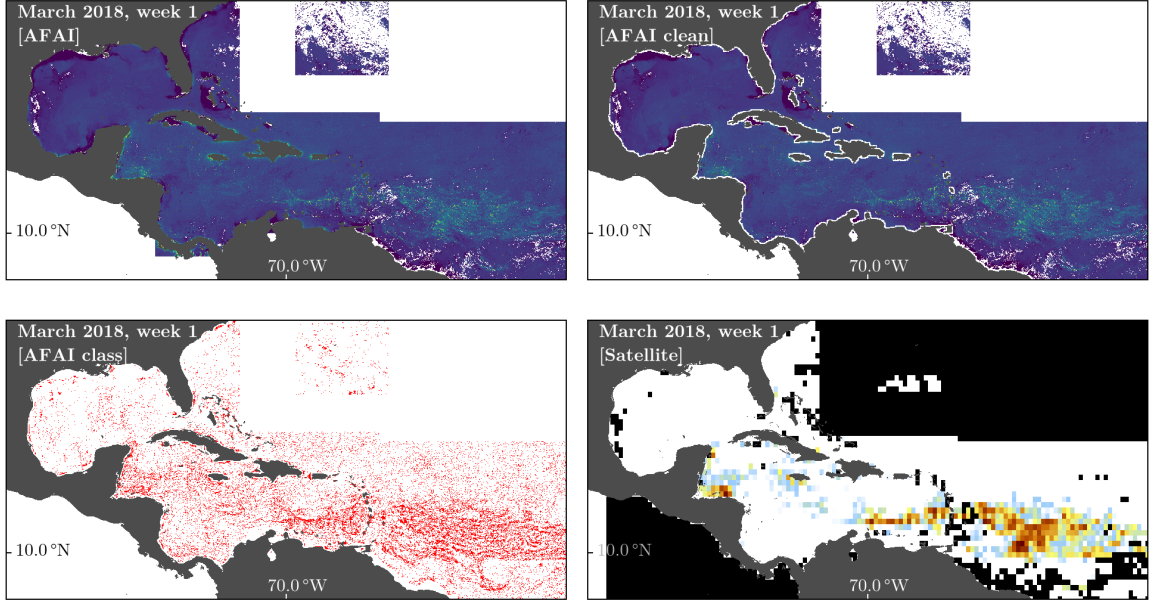 March 2018, week 1
[AFAI]
10.0 °N
70.0 °W
March 2018, week 1
[AFAI clean]
10.0 °N
70.0 °W
March 2018, week 1
[AFAI class]
10.0 °N
70.0 °W
March 2018, week 1
[Satellite]
10.0 °N
70.0 °W